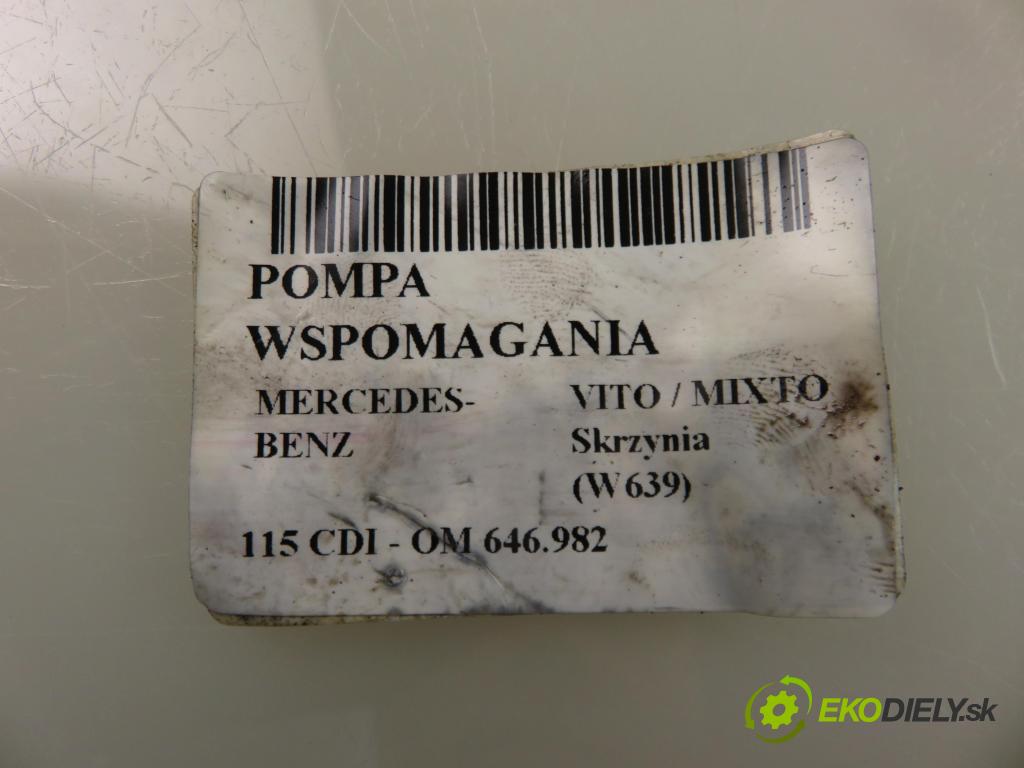 POMPA
WSPOMAGANIA
MERCEDES-
BENZ
VITO / MIXTO
Skrzynia
(W639)
115 CDI - OM 646.982
EKODIELY.sk